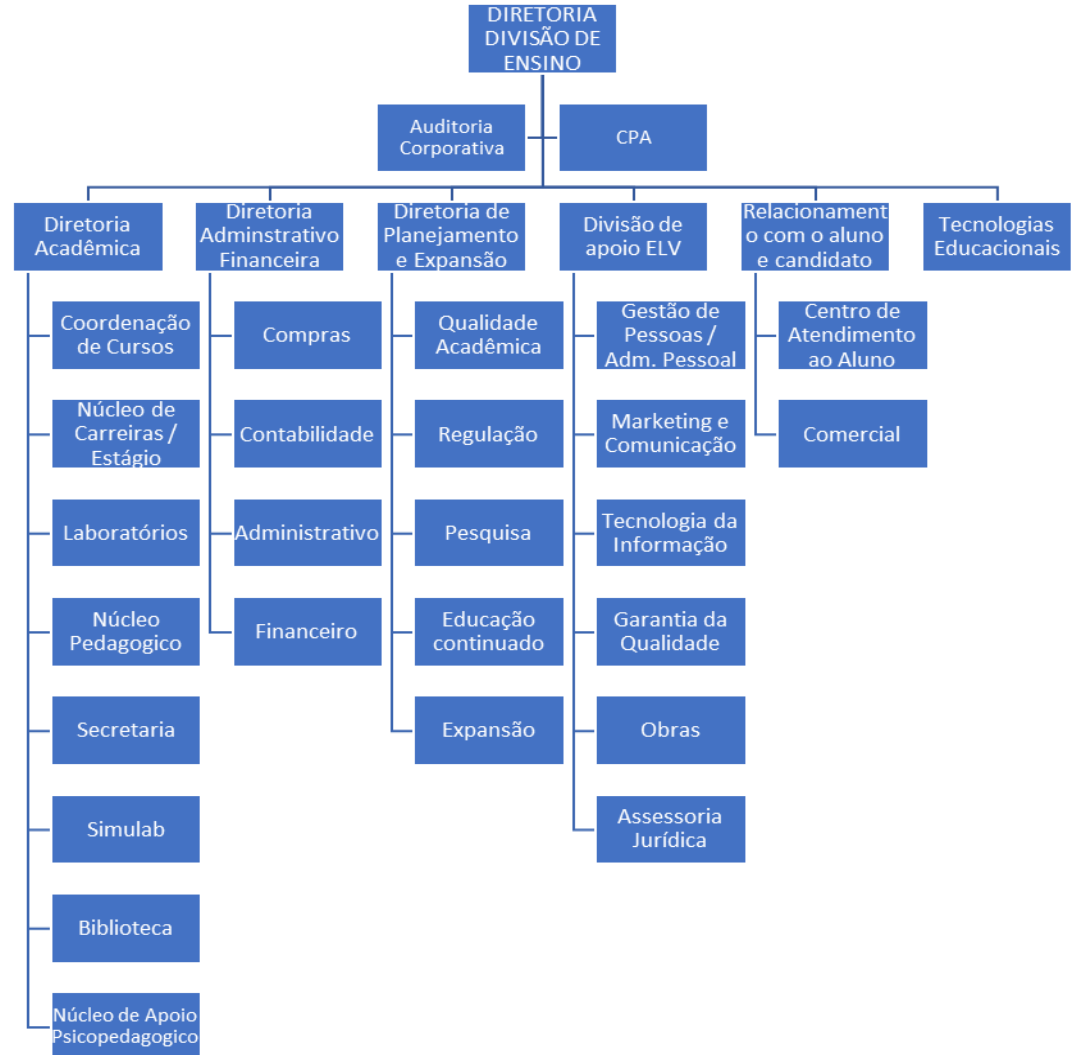 DIRETORIA
DIVISÃO DE
ENSINO
Auditoria
Corporativa
CPA
Diretoria
Acadêmica
Diretoria
Adminstrativo
Financeira
Diretoria de
Planejamento
e Expansão
Divisão de
apoio ELV
Relacionament
o com o aluno
e candidato
Tecnologias
Educacionais
Coordenação
de Cursos
Núcleo de
Carreiras /
Estágio
Laboratórios
Núcleo
Pedagogico
Secretaria
Simulab
Biblioteca
Núcleo de Apoio
Psicopedagogico
Compras
Contabilidade
Administrativo
Financeiro
Qualidade
Acadêmica
Regulação
Pesquisa
Educação
continuado
Expansão
Gestão de
Pessoas /
Adm. Pessoal
Marketing e
Comunicação
Tecnologia da
Informação
Garantia da
Qualidade
Obras
Assessoria
Jurídica
Centro de
Atendimento
ao Aluno
Comercial